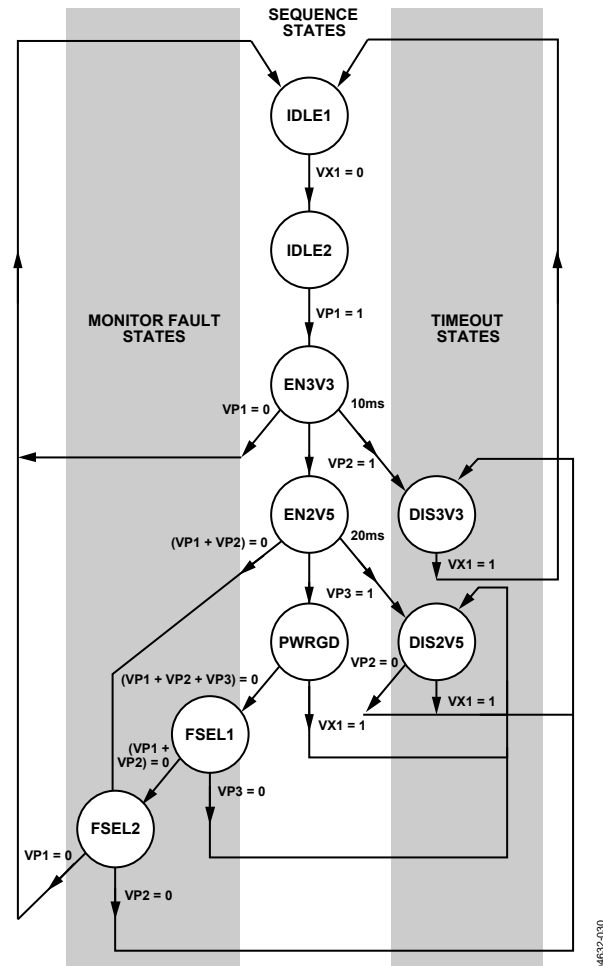 SEQUENCE
STATES
IDLE1
VX1 = 0
IDLE2
MONITOR FAULT
STATES
VP1 = 1
TIMEOUT
STATES
EN3V3
VP1 = 0
10ms
VP2 = 1
EN2V5
DIS3V3
(VP1 + VP2) = 0
20ms
VX1 = 1
VP3 = 1
PWRGD
DIS2V5
VP2 = 0
(VP1 + VP2 + VP3) = 0
VX1 = 1
VX1 = 1
FSEL1
(VP1 +
VP2) = 0
VP3 = 0
FSEL2
VP1 = 0
VP2 = 0
04632-030